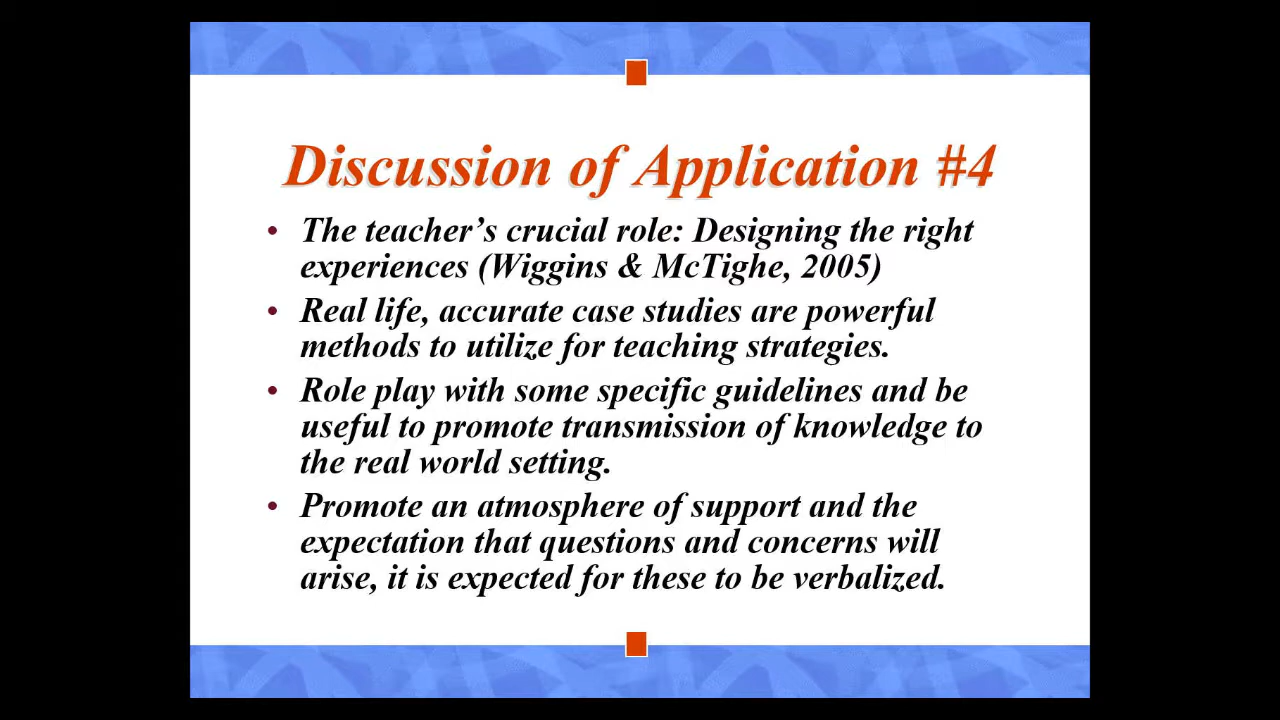 Discussion of Application #4
• The teacher's crucial role: Designing the right
experiences (Wiggins & McTighe, 2005)
• Real life, accurate case studies are powerful
methods to utilize for teaching strategies.
• Role play with some specific guidelines and be
useful to promote transmission of knowledge to
the real world setting.
• Promote an atmosphere of support and the
expectation that questions and concerns will
arise, it is expected for these to be verbalized.